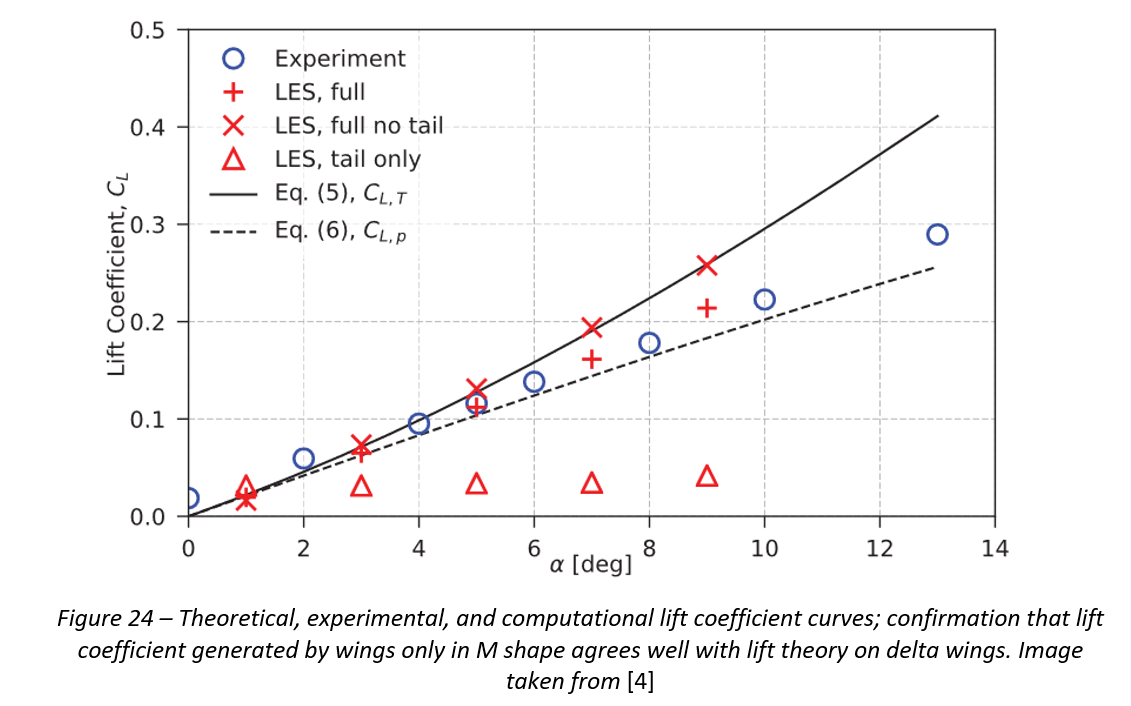 0.5
0.4
0.3
0.2
0.1
0.0
Lift Coefficient, C_L
Experiment
LES, full
LES, full no tail
LES, tail only
Eq. (5), C_{L,T}
Eq. (6), C_{L,p}
0 2 4 6 8 10 12 14
α [deg]
Figure 24 – Theoretical, experimental, and computational lift coefficient curves; confirmation that lift
coefficient generated by wings only in M shape agrees well with lift theory on delta wings. Image
taken from [4]